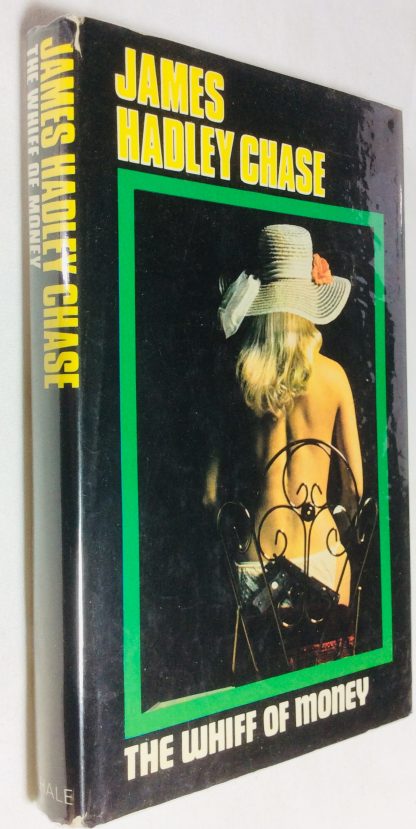 JAMES
HADLEY CHASE
THE WHIFF OF MONEY
JAMES HADLEY CHASE
THE WHIFF OF MONEY
HALE